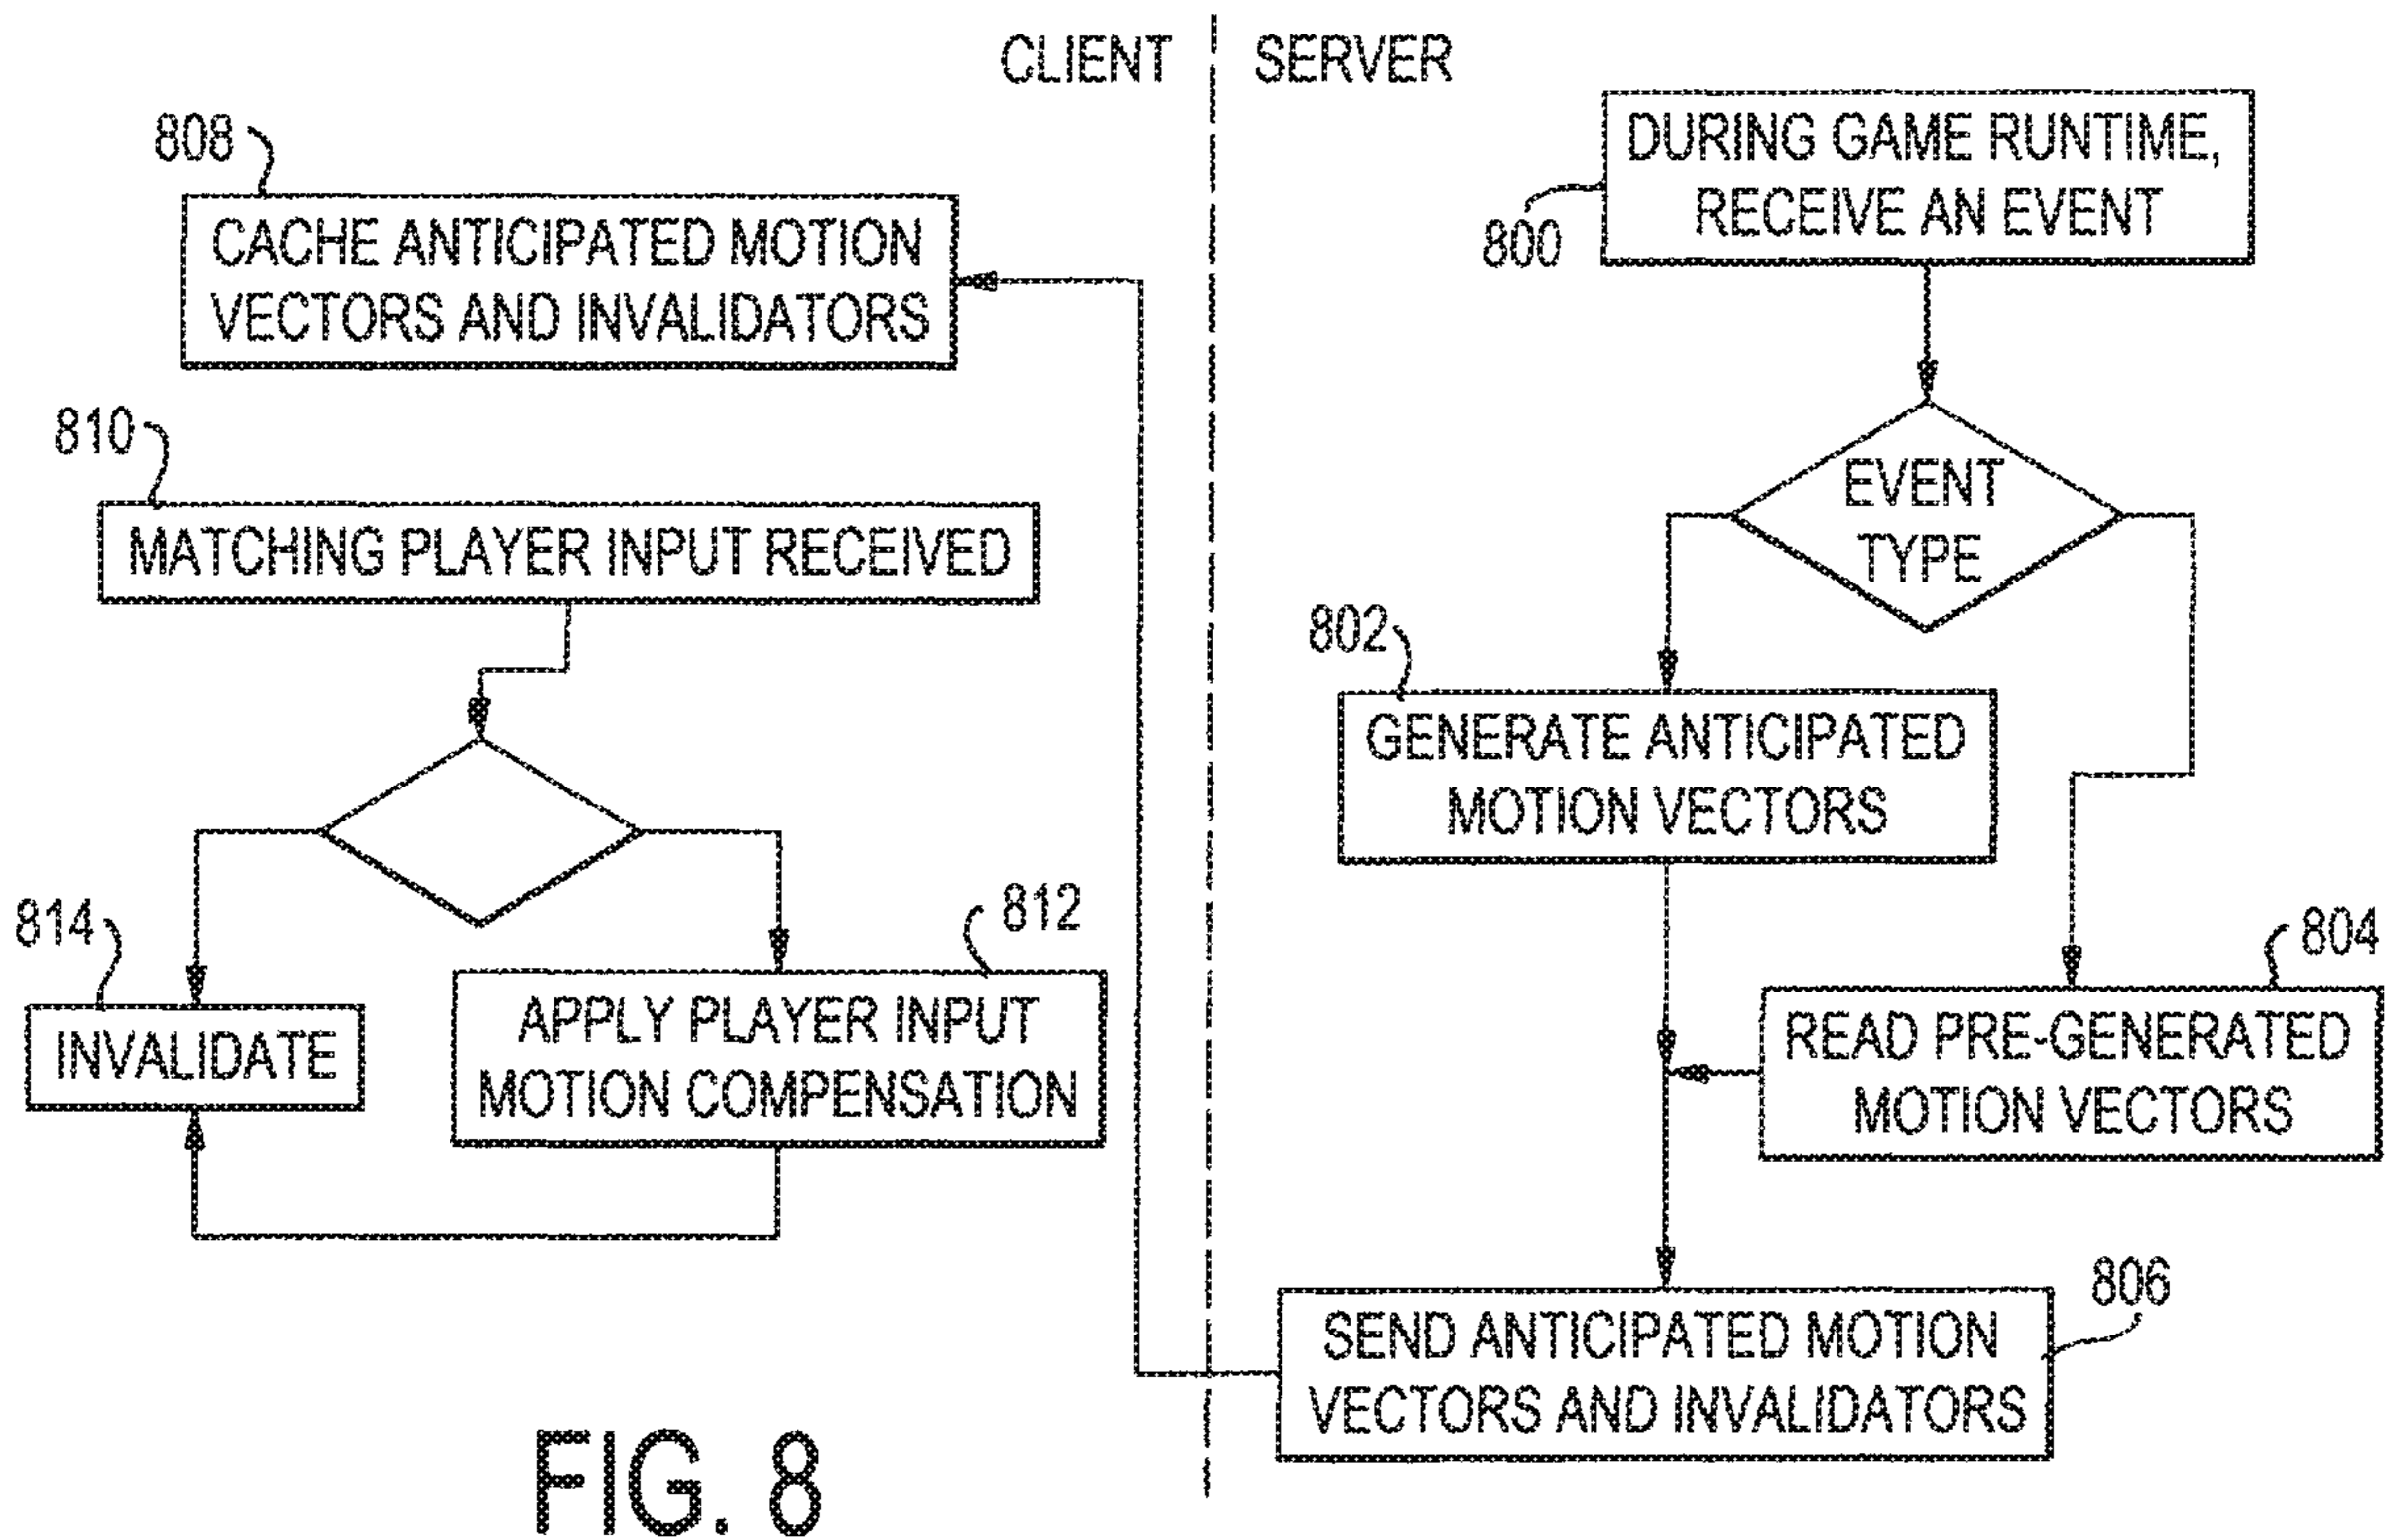 CLIENT
SERVER
808
CACHE ANTICIPATED MOTION
VECTORS AND INVALIDATORS
810
MATCHING PLAYER INPUT RECEIVED
814
INVALIDATE
812
APPLY PLAYER INPUT
MOTION COMPENSATION
DURING GAME RUNTIME,
RECEIVE AN EVENT
800
EVENT
TYPE
802
GENERATE ANTICIPATED
MOTION VECTORS
804
READ PRE-GENERATED
MOTION VECTORS
806
SEND ANTICIPATED MOTION
VECTORS AND INVALIDATORS
FIG. 8